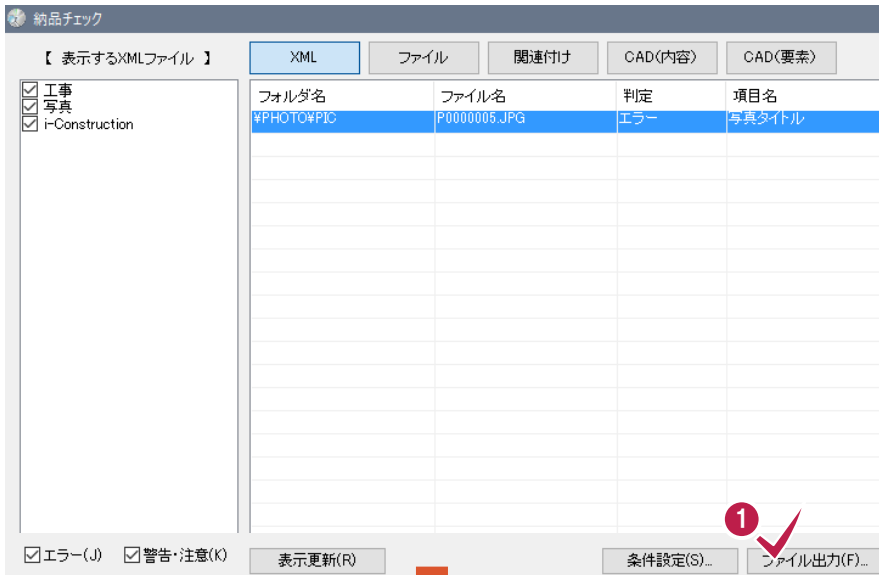 納品チェック
【 表示するXMLファイル 】
XML ファイル 関連付け CAD(内容) CAD(要素)
工事
写真
i-Construction
フォルダ名 ファイル名 判定 項目名
¥PHOTO¥PIC P0000005.JPG エラー 写真タイトル
1
エラー(J) 警告・注意(K) 表示更新(R) 条件設定(S)... ファイル出力(F)...